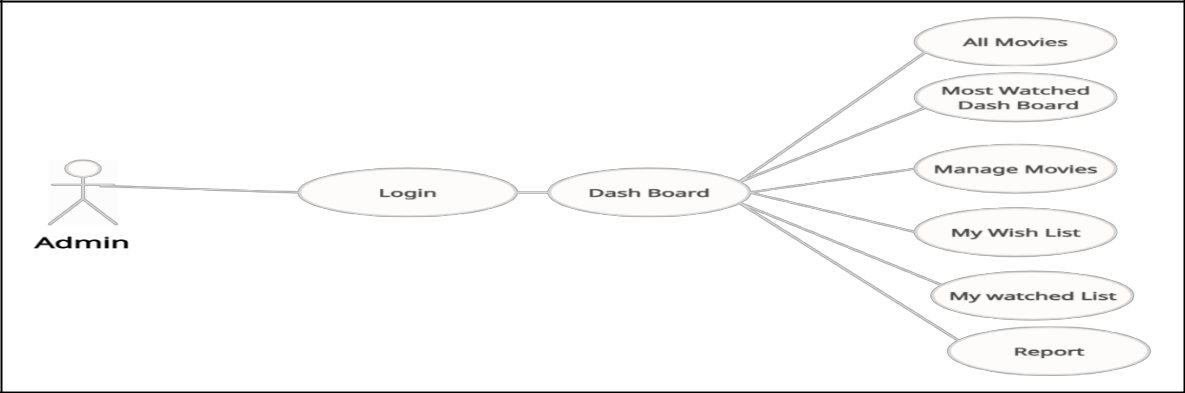 All Movies
Most Watched
Dash Board
Manage Movies
Login
Dash Board
My Wish List
Admin
My watched List
Report